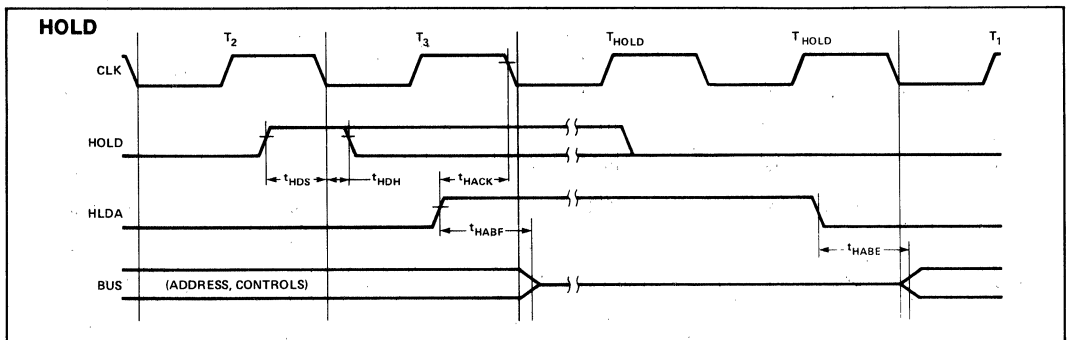 HOLD
T2 T3 THOLD THOLD T1
CLK
HOLD
tHDS tHDH tHACK
HLDA
tHABF
tHABE
BUS (ADDRESS, CONTROLS)